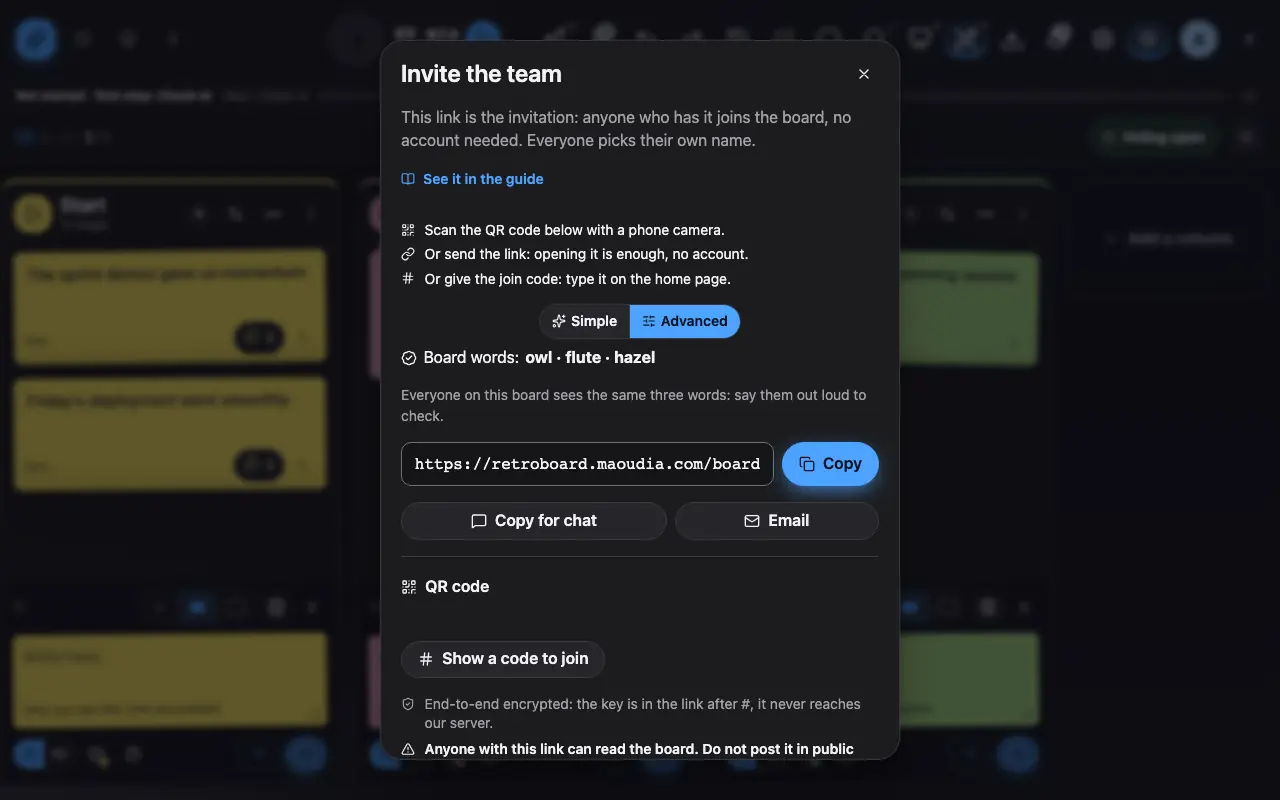 Invite the team
This link is the invitation: anyone who has it joins the board, no
account needed. Everyone picks their own name.
See it in the guide
Scan the QR code below with a phone camera.
Or send the link: opening it is enough, no account.
Or give the join code: type it on the home page.
Simple
Advanced
Board words: owl · flute · hazel
Everyone on this board sees the same three words: say them out loud to
check.
https://retroboard.maoudia.com/board
Copy
Copy for chat
Email
QR code
Show a code to join
End-to-end encrypted: the key is in the link after #, it never reaches
our server.
Anyone with this link can read the board. Do not post it in public
Start
Add a column